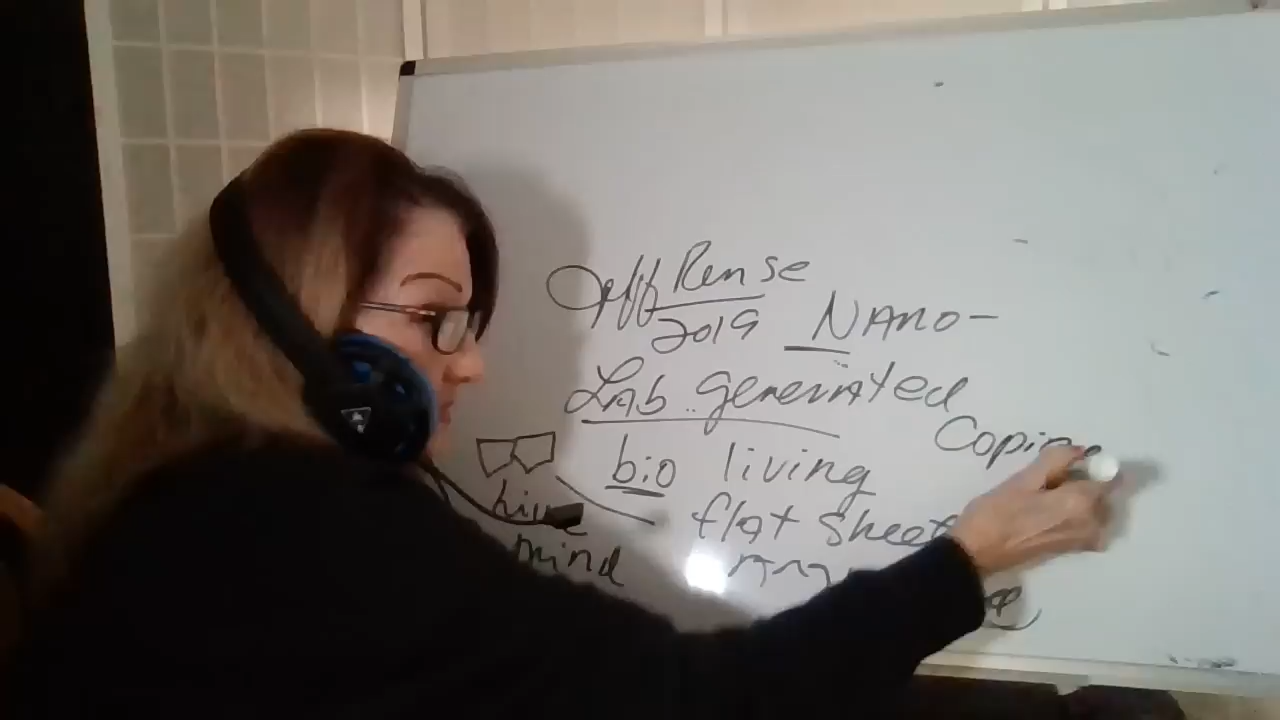 Jeff Rense
2019 NANO-
LAb generated
Copies
bio living
flat sheet
mind